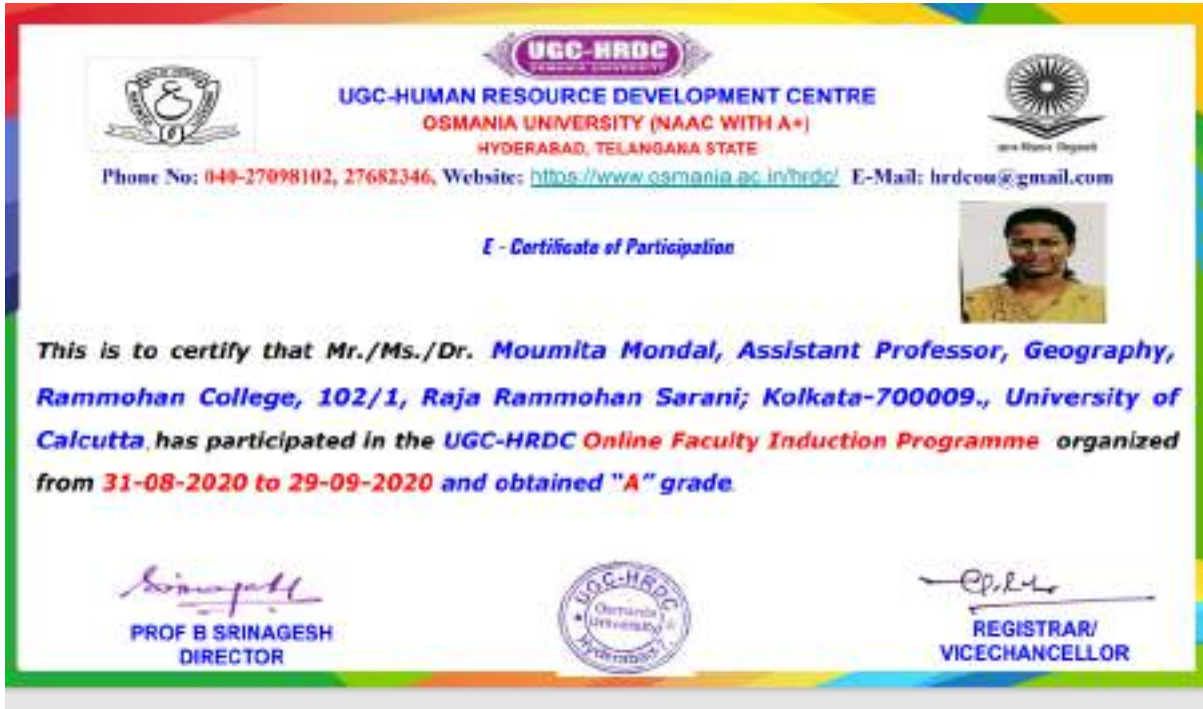 UGC-HRDC
OSMANIA UNIVERSITY
UGC-HUMAN RESOURCE DEVELOPMENT CENTRE
OSMANIA UNIVERSITY (NAAC WITH A+)
HYDERABAD, TELANGANA STATE
Phone No: 040-27098102, 27682346, Website: https://www.osmania.ac.in/hrdc/ E-Mail: hrdcou@gmail.com
E - Certificate of Participation
This is to certify that Mr./Ms./Dr. Moumita Mondal, Assistant Professor, Geography,
Rammohan College, 102/1, Raja Rammohan Sarani; Kolkata-700009., University of
Calcutta, has participated in the UGC-HRDC Online Faculty Induction Programme organized
from 31-08-2020 to 29-09-2020 and obtained "A" grade.
UGC-HRDC
Osmania
University
Hyderabad
PROF B SRINAGESH
DIRECTOR
REGISTRAR/
VICECHANCELLOR